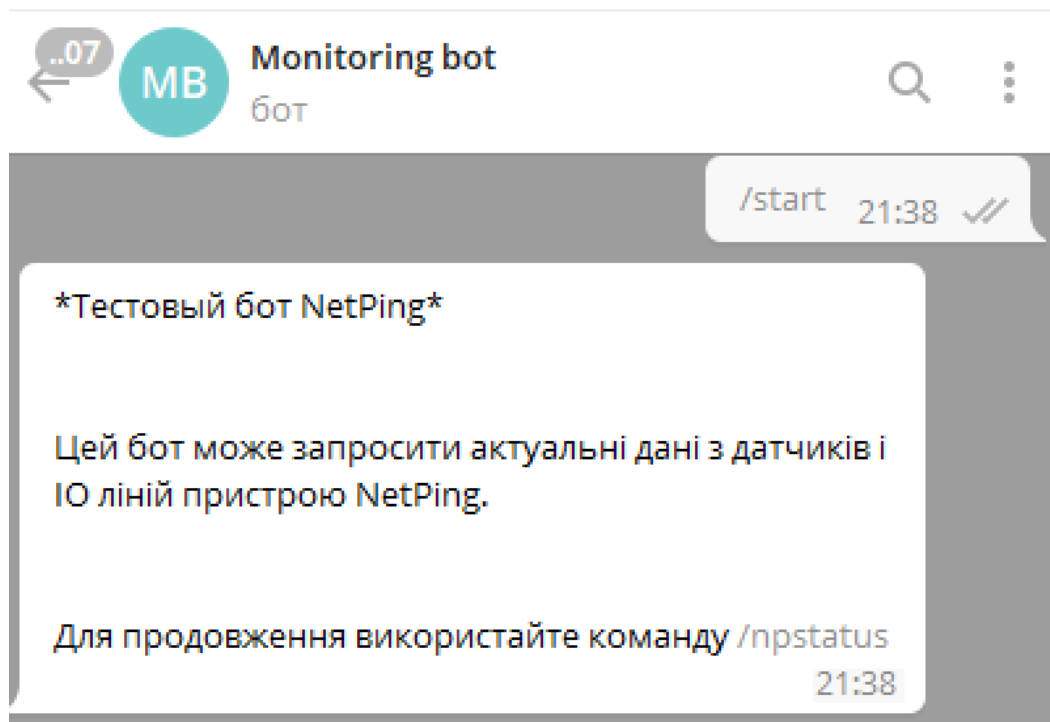 ..07
MB
Monitoring bot
бот
/start 21:38
*Тестовый бот NetPing*
Цей бот може запросити актуальні дані з датчиків і
ІО ліній пристрою NetPing.
Для продовження використайте команду /npstatus
21:38